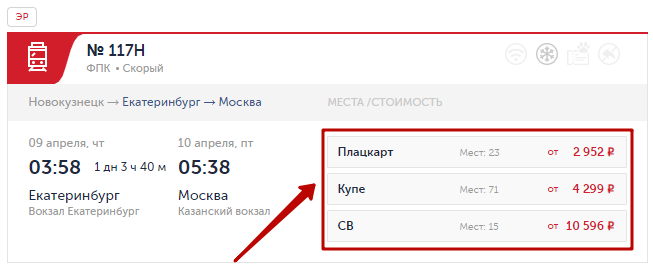 ЭР
№ 117Н
ФПК • Скорый
Новокузнецк → Екатеринбург → Москва
МЕСТА /СТОИМОСТЬ
09 апреля, чт
10 апреля, пт
03:58 1 дн 3 ч 40 м 05:38
Екатеринбург
Москва
Вокзал Екатеринбург
Казанский вокзал
Плацкарт Мест: 23 от 2 952 ₽
Купе Мест: 71 от 4 299 ₽
СВ Мест: 15 от 10 596 ₽